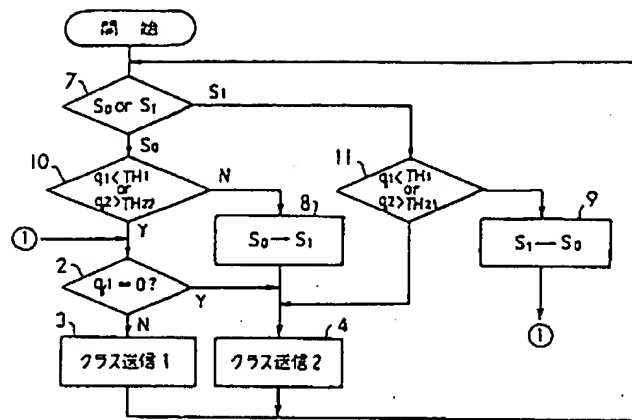 開始
7
S0 or S1
S1
S0
10
q1<TH1
or
q2>TH22
N
Y
11
q1<TH1
or
q2>TH21
8
S0→S1
9
S1→S0
①
2
q1=0?
Y
N
3
クラス送信1
4
クラス送信2
①